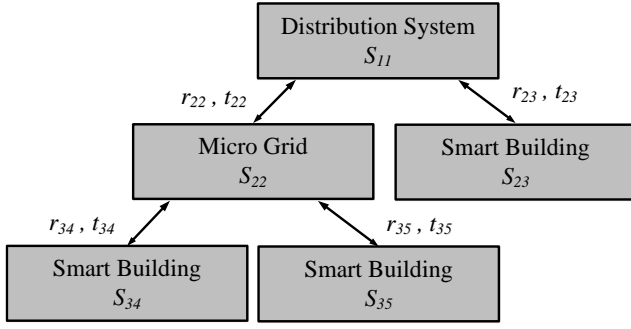 Distribution System
S11
r22 , t22
r23 , t23
Micro Grid
S22
Smart Building
S23
r34 , t34
r35 , t35
Smart Building
S34
Smart Building
S35